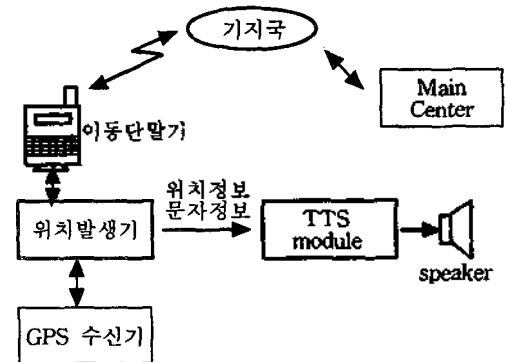 기지국
Main
Center
이동단말기
위치정보
문자정보
위치발생기
TTS
module
speaker
GPS 수신기